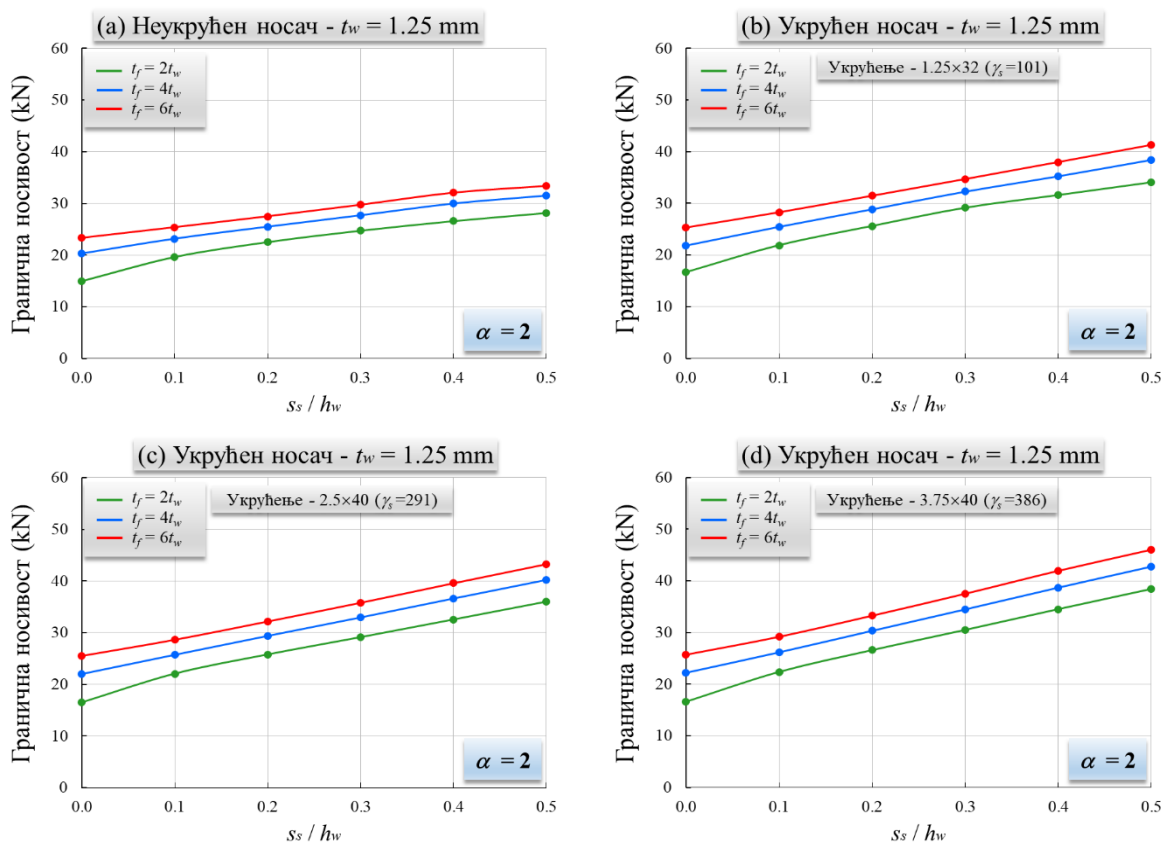 (a) Неукрућен носач - tw = 1.25 mm
Гранична носивост (kN)
60
50
40
30
20
10
0
tf = 2tw
tf = 4tw
tf = 6tw
α = 2
0.0 0.1 0.2 0.3 0.4 0.5
ss / hw
(b) Укрућен носач - tw = 1.25 mm
Гранична носивост (kN)
60
50
40
30
20
10
0
tf = 2tw
tf = 4tw
tf = 6tw
Укрућење - 1.25×32 (γs=101)
α = 2
0.0 0.1 0.2 0.3 0.4 0.5
ss / hw
(c) Укрућен носач - tw = 1.25 mm
Гранична носивост (kN)
60
50
40
30
20
10
0
tf = 2tw
tf = 4tw
tf = 6tw
Укрућење - 2.5×40 (γs=291)
α = 2
0.0 0.1 0.2 0.3 0.4 0.5
ss / hw
(d) Укрућен носач - tw = 1.25 mm
Гранична носивост (kN)
60
50
40
30
20
10
0
tf = 2tw
tf = 4tw
tf = 6tw
Укрућење - 3.75×40 (γs=386)
α = 2
0.0 0.1 0.2 0.3 0.4 0.5
ss / hw